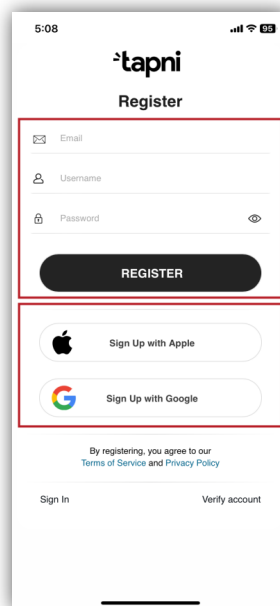 5:08
95
tapni
Register
Email
Username
Password
REGISTER
Sign Up with Apple
Sign Up with Google
By registering, you agree to our
Terms of Service and Privacy Policy
Sign In Verify account